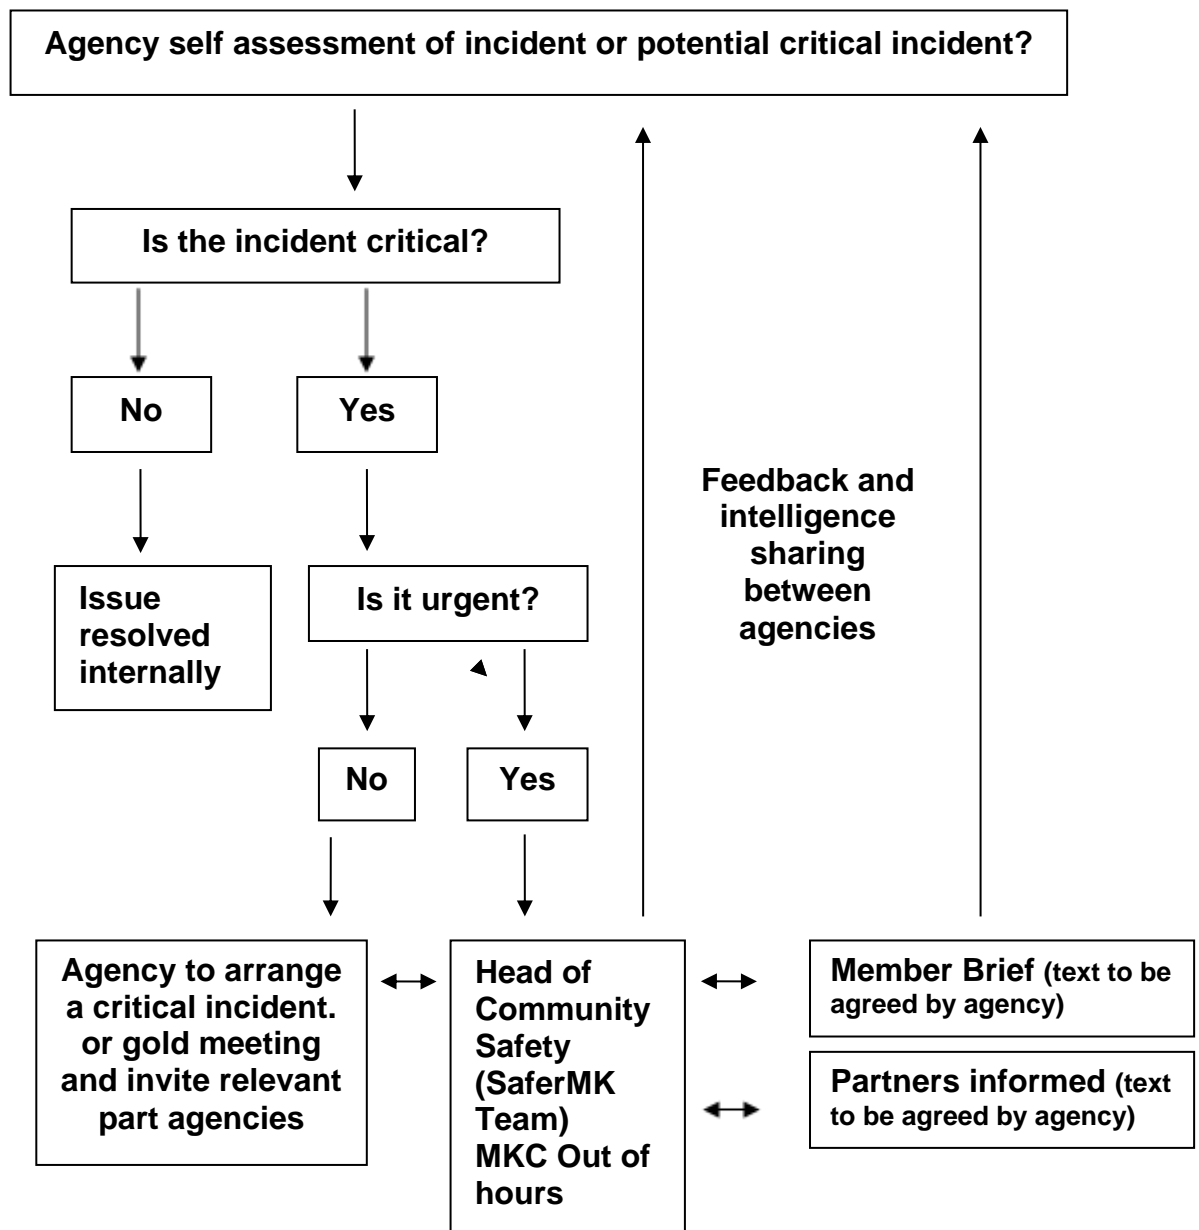 Agency self assessment of incident or potential critical incident?
Is the incident critical?
No
Yes
Feedback and
intelligence
sharing
between
agencies
Issue
resolved
internally
Is it urgent?
No
Yes
Agency to arrange
a critical incident.
or gold meeting
and invite relevant
part agencies
Head of
Community
Safety
(SaferMK
Team)
MKC Out of
hours
Member Brief (text to be
agreed by agency)
Partners informed (text
to be agreed by agency)